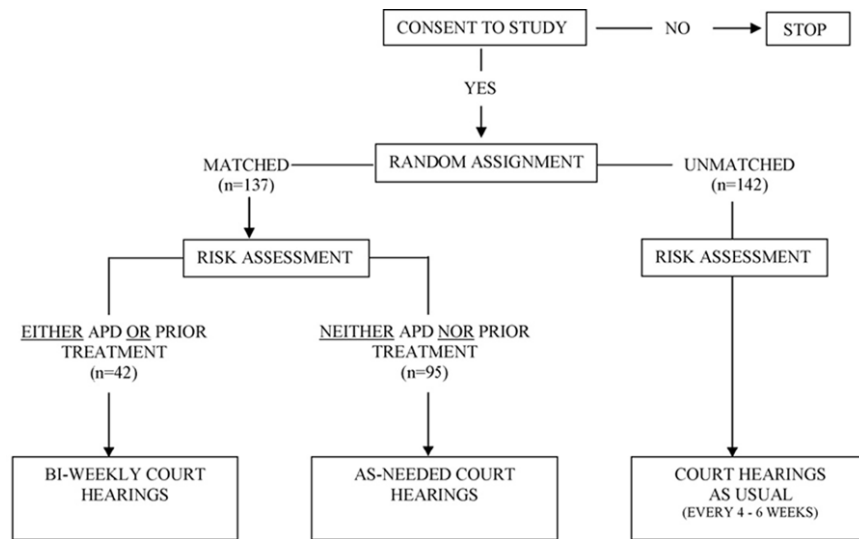 CONSENT TO STUDY
NO
STOP
YES
RANDOM ASSIGNMENT
MATCHED
(n=137)
UNMATCHED
(n=142)
RISK ASSESSMENT
RISK ASSESSMENT
EITHER APD OR PRIOR
TREATMENT
(n=42)
NEITHER APD NOR PRIOR
TREATMENT
(n=95)
BI-WEEKLY COURT
HEARINGS
AS-NEEDED COURT
HEARINGS
COURT HEARINGS
AS USUAL
(EVERY 4 - 6 WEEKS)